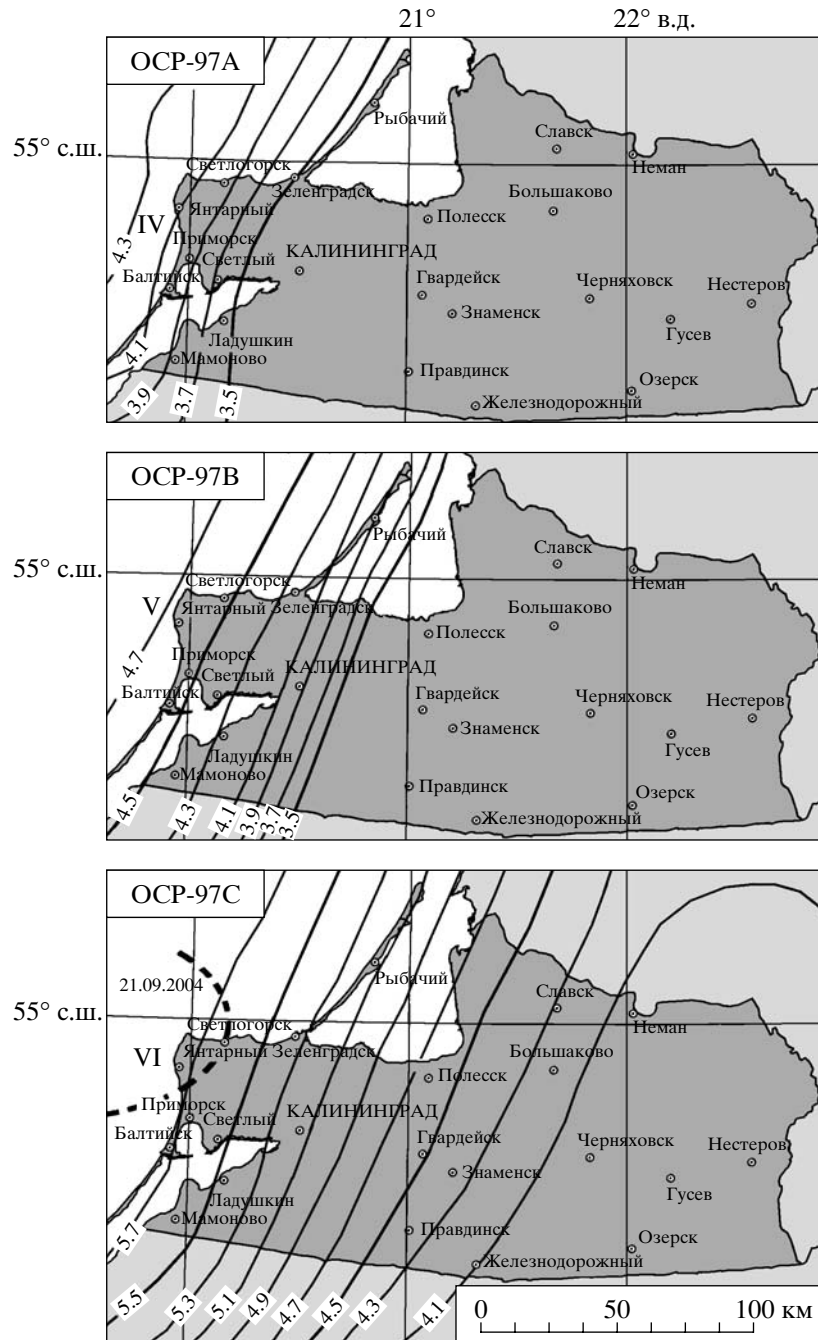 21° 22° в.д.
ОСР-97А
55° с.ш.
Рыбачий
Славск
Неман
Светлогорск
Зеленградск
Янтарный
Полесск
Большаково
IV
4.3
Приморск
КАЛИНИНГРАД
Светлый
Балтийск
Гвардейск
Черняховск
Нестеров
Знаменск
Гусев
Ладушкин
4.1
Мамоново
Правдинск
Озерск
Железнодорожный
3.9
3.7
3.5
ОСР-97В
55° с.ш.
Рыбачий
Славск
Неман
Светлогорск
V
Янтарный Зеленградск
Большаково
Полесск
4.7
Приморск
КАЛИНИНГРАД
Светлый
Балтийск
Гвардейск
Черняховск
Нестеров
Знаменск
Гусев
Ладушкин
Мамоново
Правдинск
Озерск
Железнодорожный
4.5
4.3
4.1
3.9
3.7
3.5
ОСР-97С
21.09.2004
55° с.ш.
Рыбачий
Славск
Неман
Светлогорск
VI
Янтарный Зеленградск
Большаково
Полесск
Приморск
КАЛИНИНГРАД
Светлый
Балтийск
Гвардейск
Черняховск
Нестеров
Знаменск
Гусев
Ладушкин
Мамоново
Правдинск
Озерск
Железнодорожный
5.7
5.5
5.3
5.1
4.9
4.7
4.5
4.3
4.1
0 50 100 км